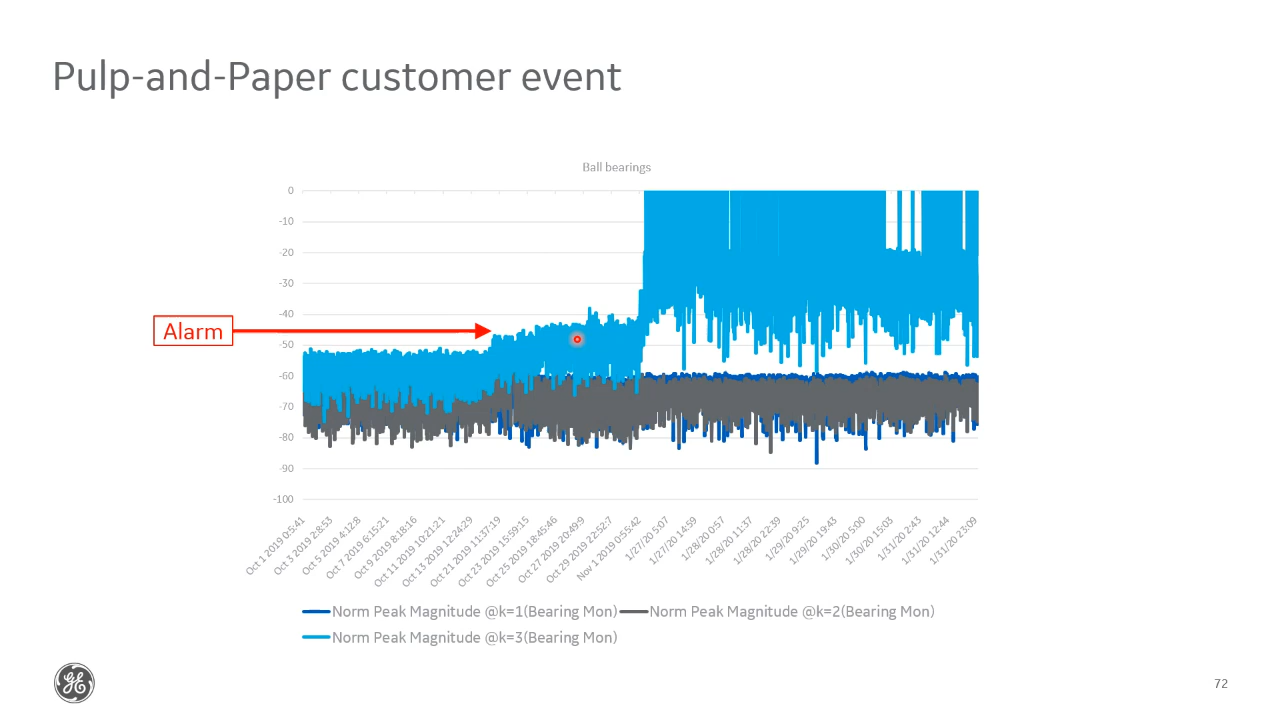 Pulp-and-Paper customer event
Ball bearings
0
-10
-20
-30
-40
-50
-60
-70
-80
-90
-100
Alarm
Oct 1 2019 0:5:41
Oct 3 2019 2:8:53
Oct 5 2019 4:12:8
Oct 7 2019 6:15:21
Oct 9 2019 8:18:16
Oct 11 2019 10:21:21
Oct 13 2019 12:24:29
Oct 21 2019 11:37:19
Oct 23 2019 15:59:15
Oct 25 2019 18:45:46
Oct 27 2019 20:49:9
Oct 29 2019 22:52:7
Nov 1 2019 0:55:42
1/27/20 5:07
1/27/20 14:59
1/28/20 0:57
1/28/20 11:37
1/28/20 22:39
1/29/20 9:25
1/29/20 19:43
1/30/20 5:00
1/30/20 15:03
1/31/20 2:43
1/31/20 12:44
1/31/20 23:09
Norm Peak Magnitude @k=1(Bearing Mon)
Norm Peak Magnitude @k=2(Bearing Mon)
Norm Peak Magnitude @k=3(Bearing Mon)
GE
72